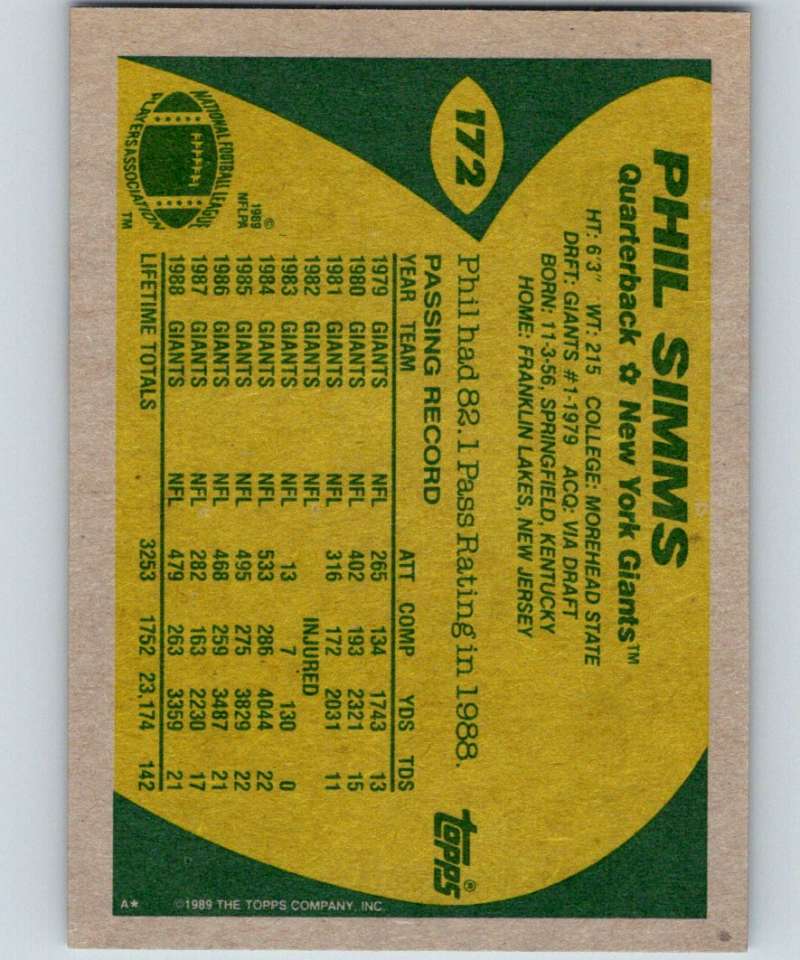 172
PHIL SIMMS
Quarterback ✿ New York Giants™
HT: 6'3" WT: 215 COLLEGE: MOREHEAD STATE
DRFT: GIANTS #1-1979 ACQ: VIA DRAFT
BORN: 11-3-56, SPRINGFIELD, KENTUCKY
HOME: FRANKLIN LAKES, NEW JERSEY
Phil had 82.1 Pass Rating in 1988.
topps®
PASSING RECORD
YEAR TEAM ATT COMP YDS TDS
1979 GIANTS NFL 265 134 1743 13
1980 GIANTS NFL 402 193 2321 15
1981 GIANTS NFL 316 172 2031 11
1982 GIANTS NFL INJURED
1983 GIANTS NFL 13 7 130 0
1984 GIANTS NFL 533 286 4044 22
1985 GIANTS NFL 495 275 3829 22
1986 GIANTS NFL 468 259 3487 21
1987 GIANTS NFL 282 163 2230 17
1988 GIANTS NFL 479 263 3359 21
LIFETIME TOTALS 3253 1752 23,174 142
©
1989
NFLPA
NATIONAL FOOTBALL LEAGUE
PLAYERS ASSOCIATION
TM
A* ©1989 THE TOPPS COMPANY, INC.